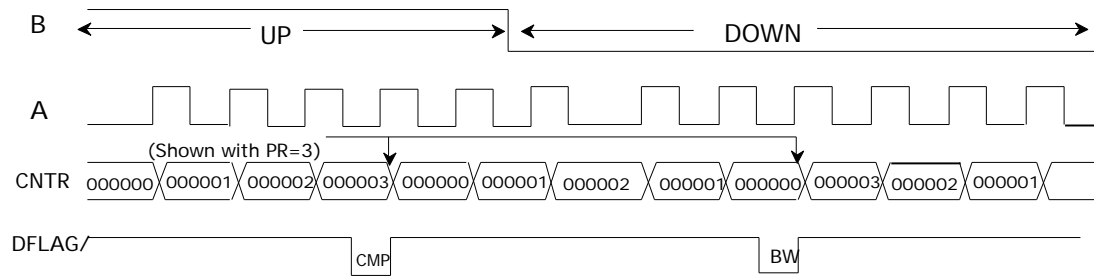 B UP DOWN
A
(Shown with PR=3)
CNTR 000000 000001 000002 000003 000000 000001 000002 000001 000000 000003 000002 000001
DFLAG/ CMP BW